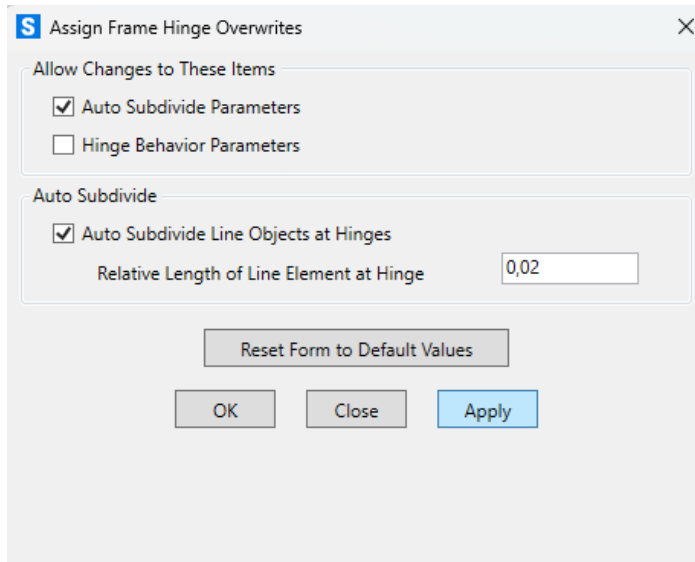 S Assign Frame Hinge Overwrites
Allow Changes to These Items
Auto Subdivide Parameters
Hinge Behavior Parameters
Auto Subdivide
Auto Subdivide Line Objects at Hinges
Relative Length of Line Element at Hinge 0,02
Reset Form to Default Values
OK Close Apply